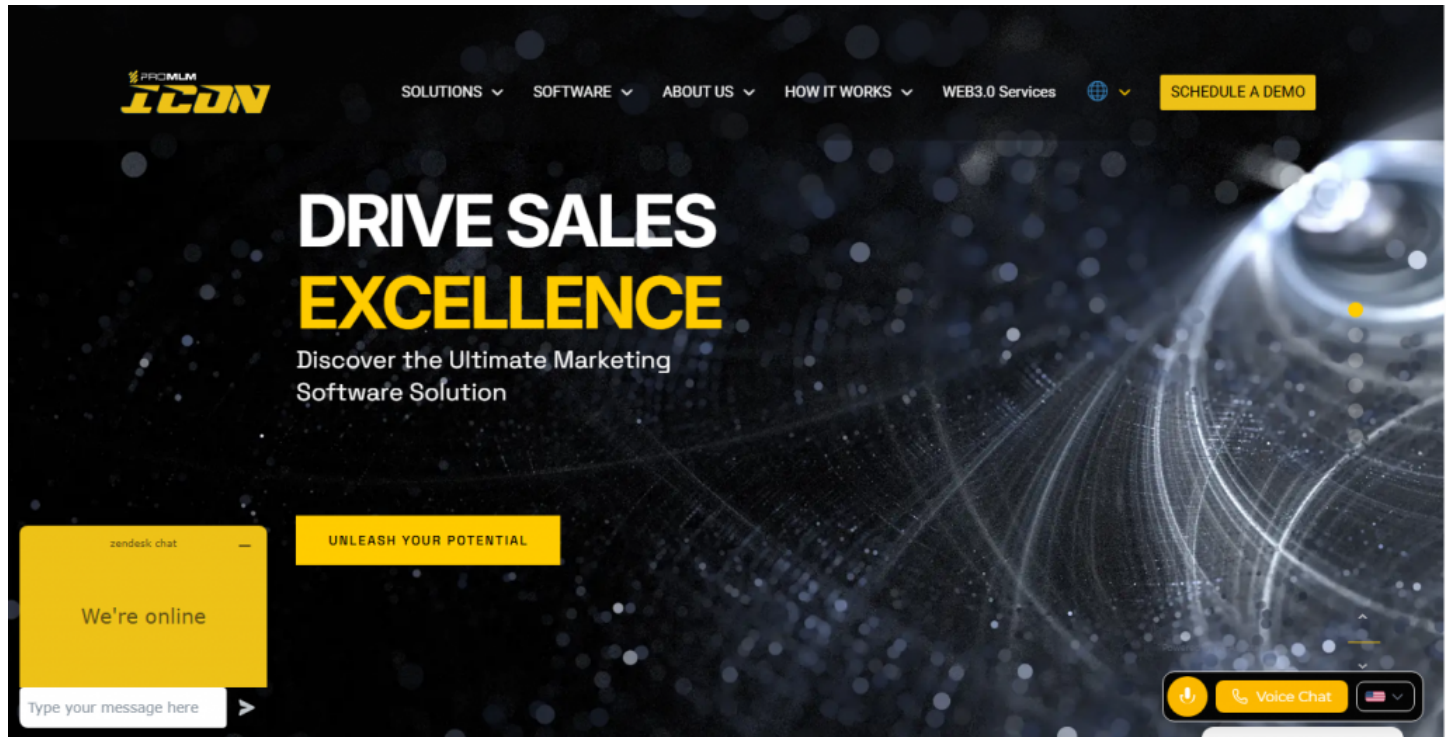 PROMLM
ICON
SOLUTIONS
SOFTWARE
ABOUT US
HOW IT WORKS
WEB3.0 Services
SCHEDULE A DEMO
DRIVE SALES
EXCELLENCE
Discover the Ultimate Marketing
Software Solution
UNLEASH YOUR POTENTIAL
zendesk chat
We're online
Type your message here
Voice Chat